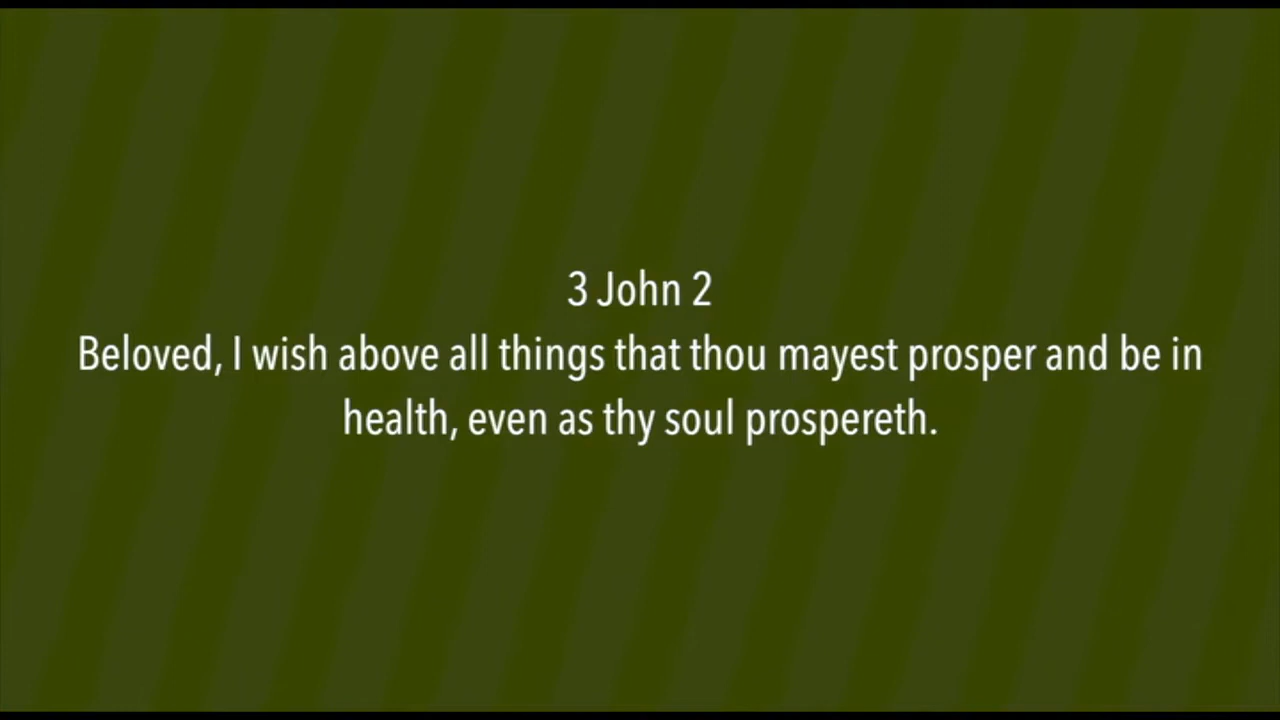 3 John 2
Beloved, I wish above all things that thou mayest prosper and be in
health, even as thy soul prospereth.